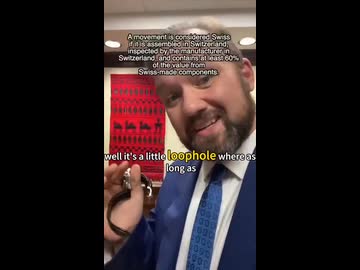 A movement is considered Swiss
if it is assembled in Switzerland,
inspected by the manufacturer in
Switzerland, and contains at least 60%
of the value from
Swiss-made components.
well it's a little loophole where as
long as